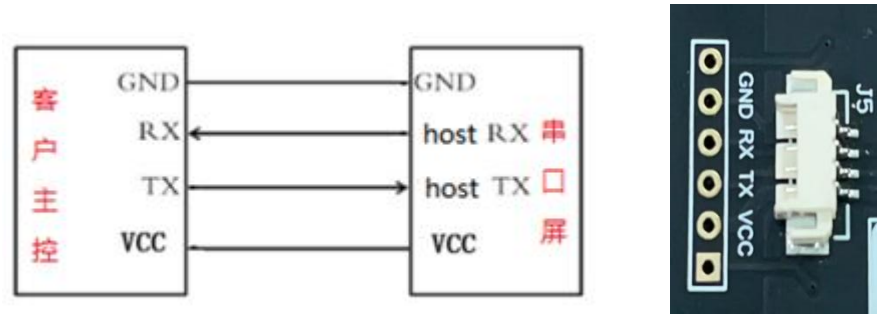 客户主控
GND
RX
TX
VCC
GND
host RX
host TX
VCC
串口屏
GND RX TX VCC
J5